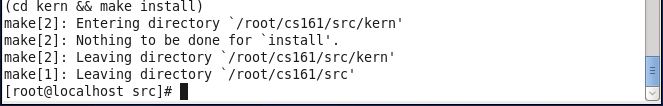 (cd kern && make install)
make[2]: Entering directory `/root/cs161/src/kern'
make[2]: Nothing to be done for `install'.
make[2]: Leaving directory `/root/cs161/src/kern'
make[1]: Leaving directory `/root/cs161/src'
[root@localhost src]#